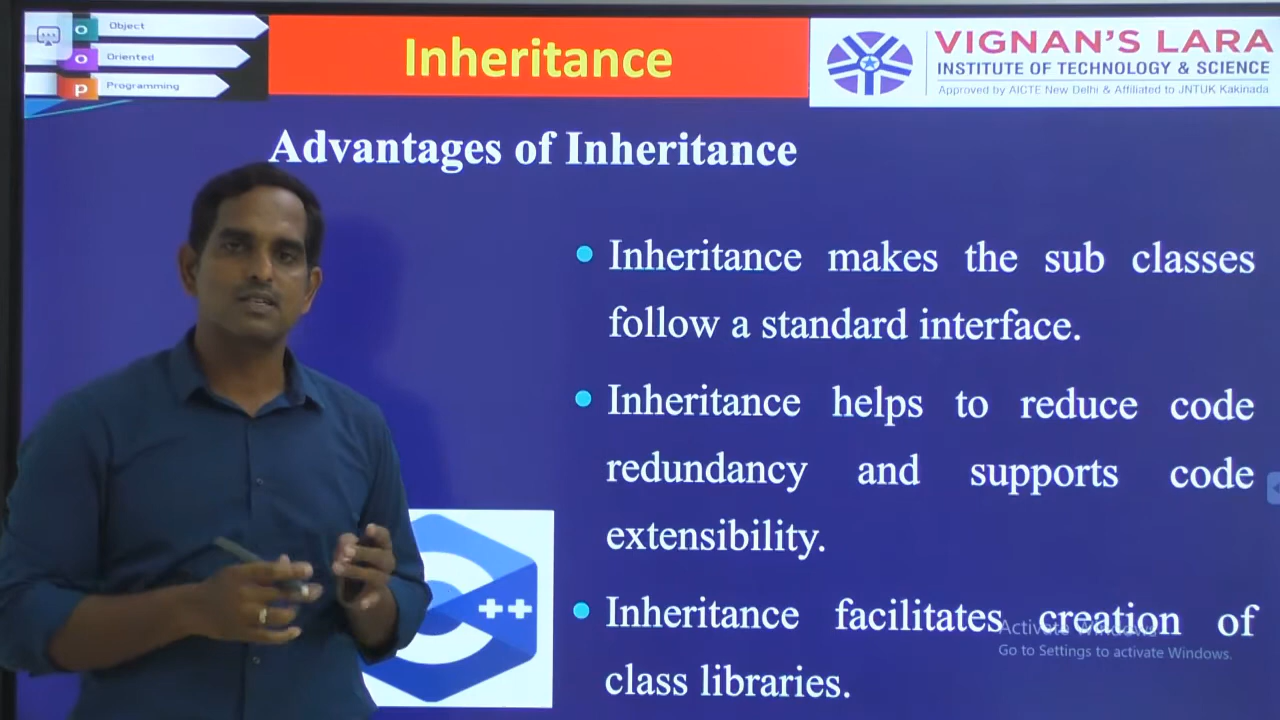 Object
Oriented
Programming
O
O
P
Inheritance
VIGNAN'S LARA
INSTITUTE OF TECHNOLOGY & SCIENCE
Approved by AICTE New Delhi & Affiliated to JNTUK Kakinada
Advantages of Inheritance
Inheritance makes the sub classes
follow a standard interface.
Inheritance helps to reduce code
redundancy and supports code
extensibility.
Inheritance facilitates creation of
class libraries.
C++
Activate Windows
Go to Settings to activate Windows.